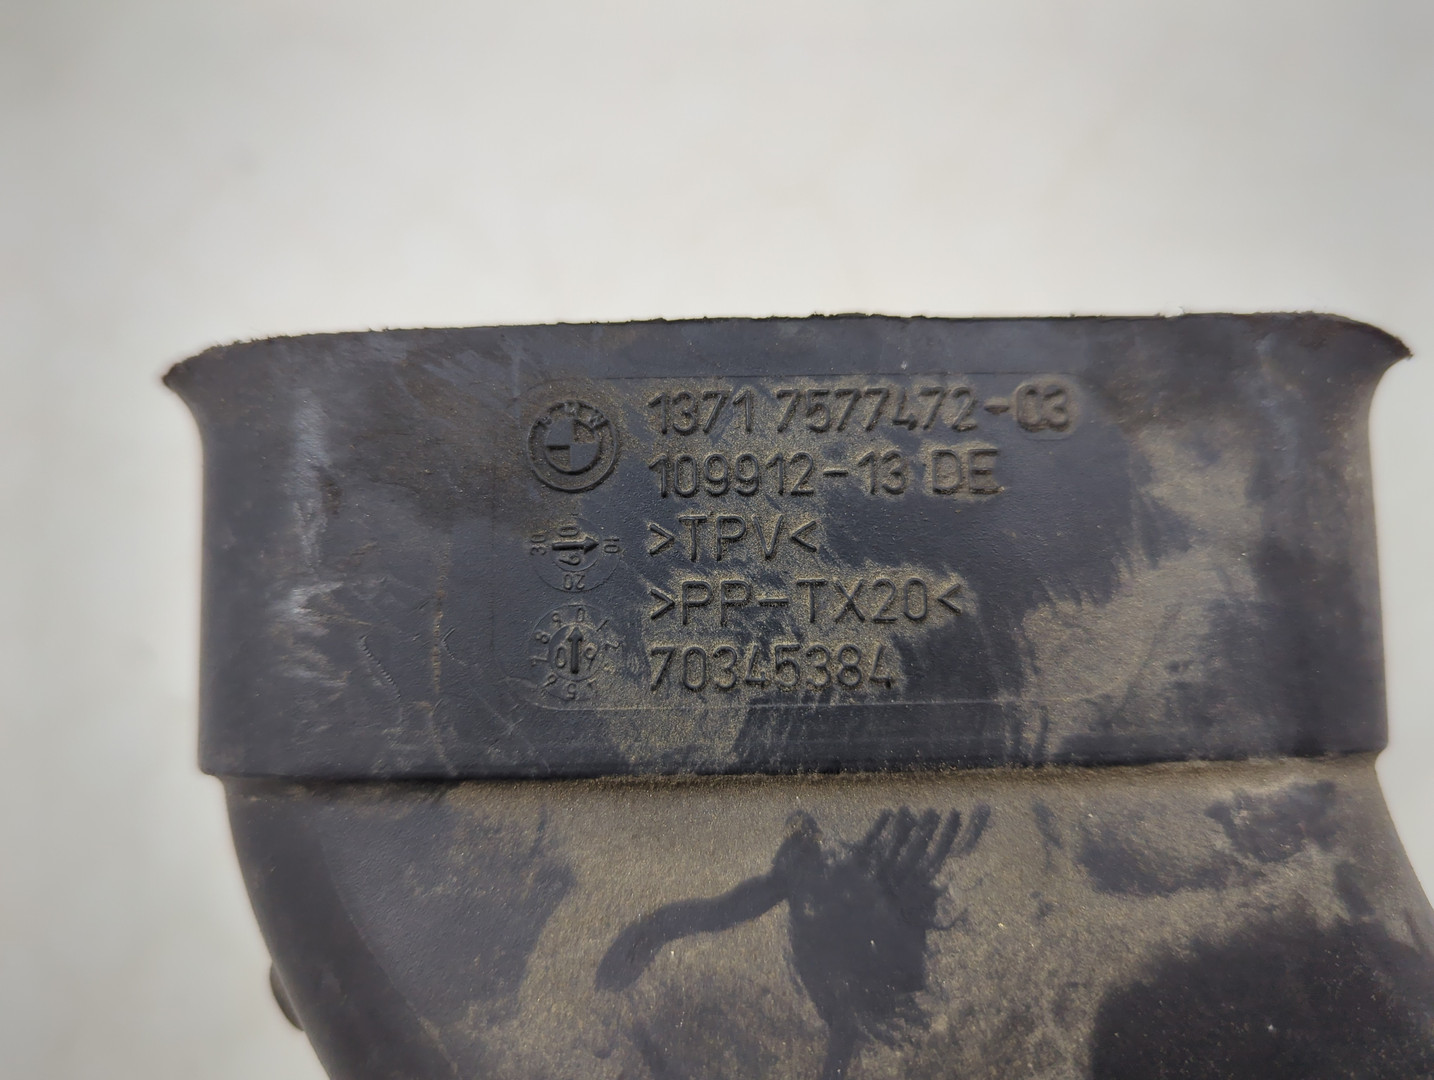 1371 7577472-03
109912-13 DE
>TPV<
>PP-TX20<
70345384